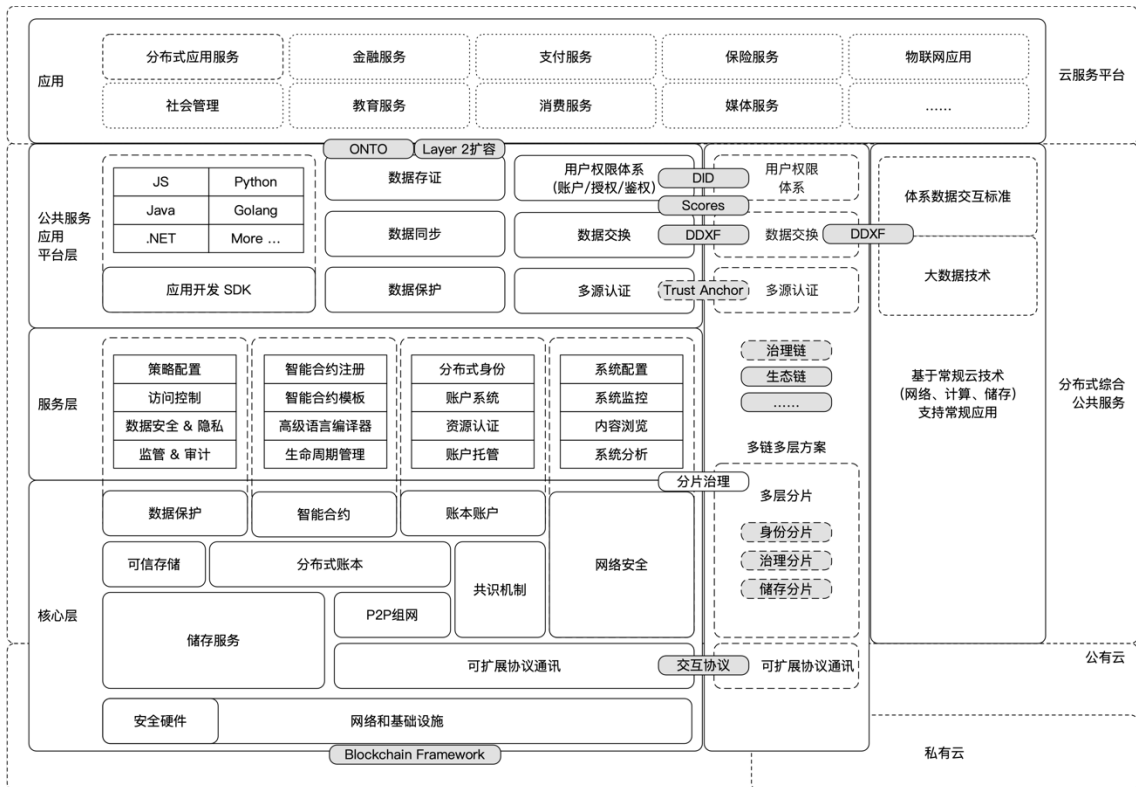 应用
分布式应用服务
金融服务
支付服务
保险服务
物联网应用
社会管理
教育服务
消费服务
媒体服务
......
云服务平台
ONTO
Layer 2扩容
公共服务
应用
平台层
JS
Python
Java
Golang
.NET
More ...
应用开发 SDK
数据存证
数据同步
数据保护
用户权限体系
(账户/授权/鉴权)
数据交换
多源认证
DID
Scores
DDXF
Trust Anchor
用户权限
体系
数据交换
多源认证
DDXF
体系数据交互标准
大数据技术
服务层
策略配置
访问控制
数据安全 & 隐私
监管 & 审计
智能合约注册
智能合约模板
高级语言编译器
生命周期管理
分布式身份
账户系统
资源认证
账户托管
系统配置
系统监控
内容浏览
系统分析
治理链
生态链
......
多链多层方案
基于常规云技术
(网络、计算、储存)
支持常规应用
分布式综合
公共服务
分片治理
核心层
数据保护
智能合约
账本账户
网络安全
可信存储
分布式账本
共识机制
储存服务
P2P组网
可扩展协议通讯
安全硬件
网络和基础设施
多层分片
身份分片
治理分片
储存分片
交互协议
可扩展协议通讯
公有云
私有云
Blockchain Framework